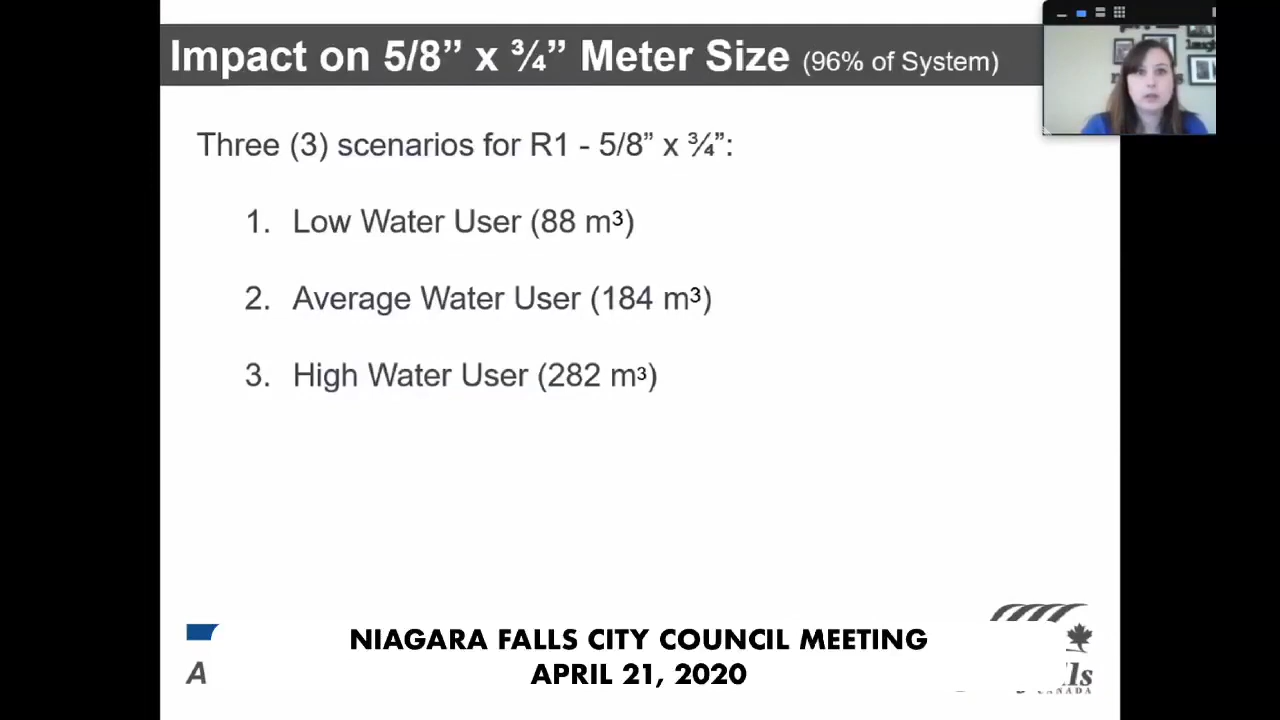 Impact on 5/8” x ¾” Meter Size (96% of System)
Three (3) scenarios for R1 - 5/8” x ¾”:
1. Low Water User (88 m³)
2. Average Water User (184 m³)
3. High Water User (282 m³)
NIAGARA FALLS CITY COUNCIL MEETING
APRIL 21, 2020
A
lls
CANADA